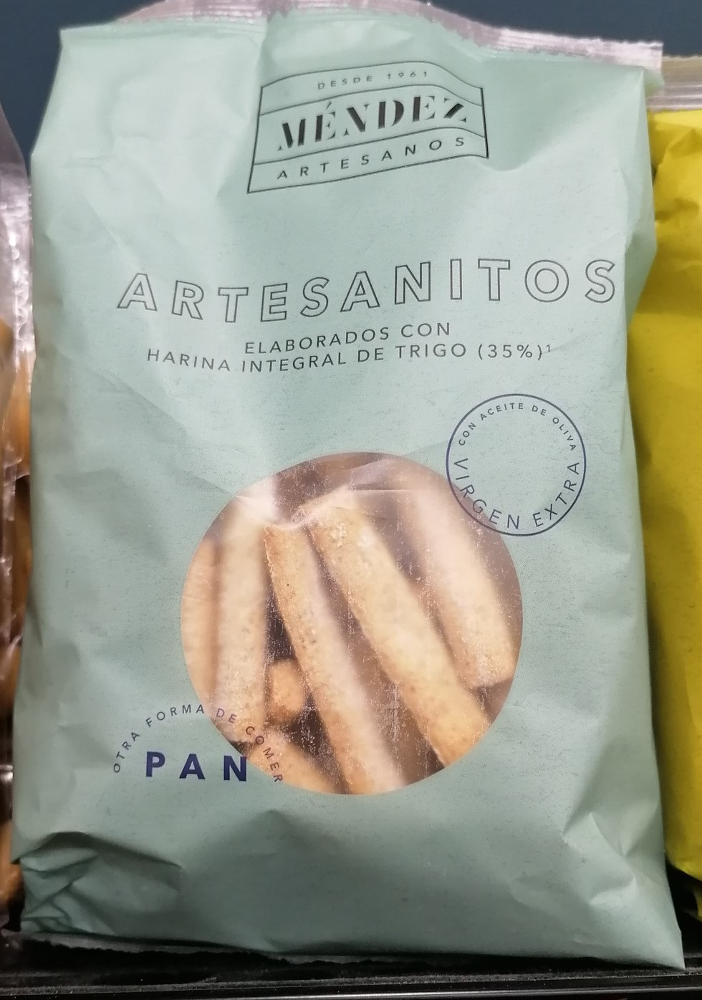 DESDE 1961
MÉNDEZ
ARTESANOS
ARTESANITOS
ELABORADOS CON
HARINA INTEGRAL DE TRIGO (35%)¹
CON ACEITE DE OLIVA
VIRGEN EXTRA
OTRA FORMA DE COMER
PAN